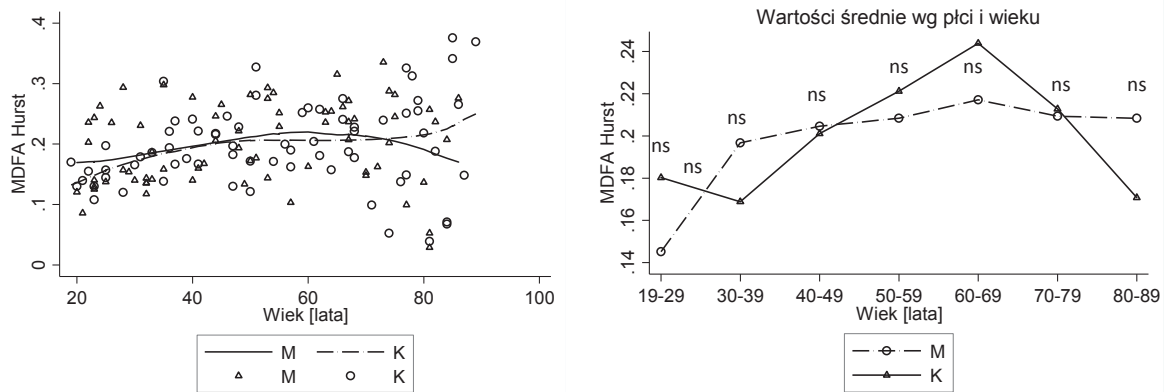 .4
.3
.2
.1
0
MDFA Hurst
20 40 60 80 100
Wiek [lata]
M K
M K
Wartości średnie wg płci i wieku
.24
.22
.2
.18
.16
.14
MDFA Hurst
ns ns ns ns ns ns ns ns
19-29 30-39 40-49 50-59 60-69 70-79 80-89
Wiek [lata]
M
K